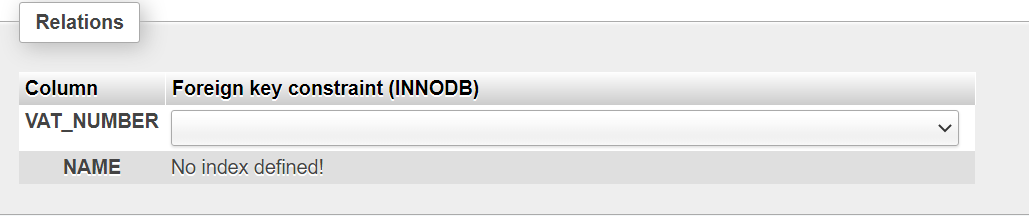 Relations
Column Foreign key constraint (INNODB)
VAT_NUMBER
NAME No index defined!